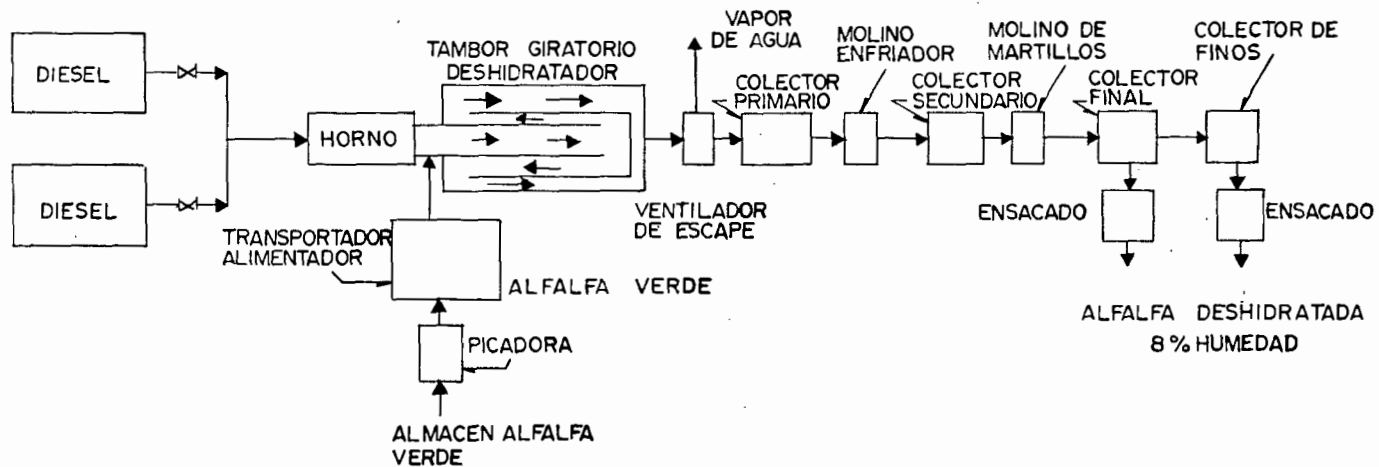 DIESEL
DIESEL
HORNO
TAMBOR GIRATORIO
DESHIDRATADOR
VAPOR
DE AGUA
COLECTOR
PRIMARIO
MOLINO
ENFRIADOR
COLECTOR
SECUNDARIO
MOLINO DE
MARTILLOS
COLECTOR
FINAL
COLECTOR DE
FINOS
VENTILADOR
DE ESCAPE
ENSACADO
ENSACADO
TRANSPORTADOR
ALIMENTADOR
ALFALFA VERDE
PICADORA
ALMACEN ALFALFA
VERDE
ALFALFA DESHIDRATADA
8% HUMEDAD